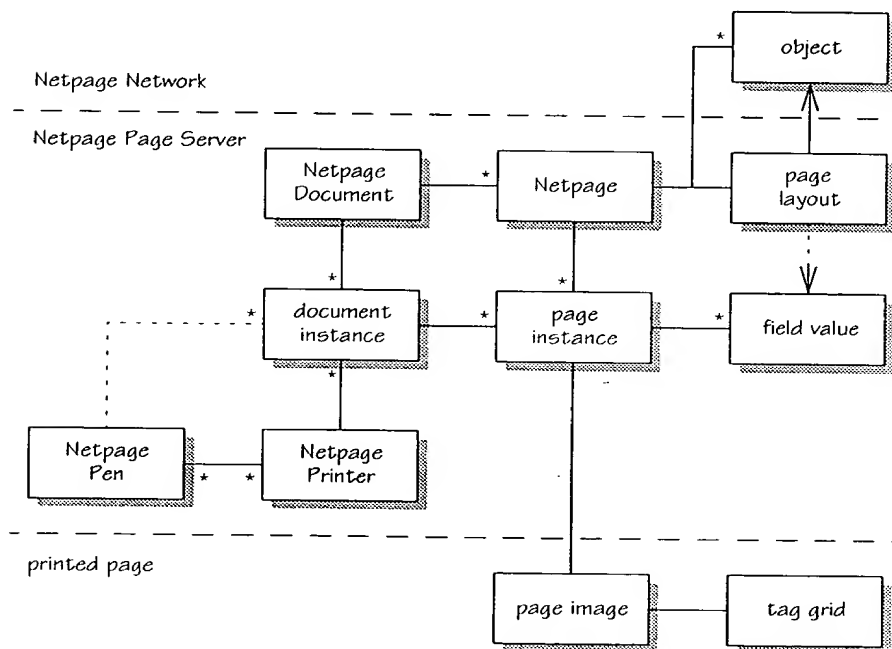 *
object
Netpage Network
Netpage Page Server
Netpage
Document
*
Netpage
page
layout
*
*
*
document
instance
*
page
instance
*
field value
*
Netpage
Pen
*
*
Netpage
Printer
printed page
page image
tag grid